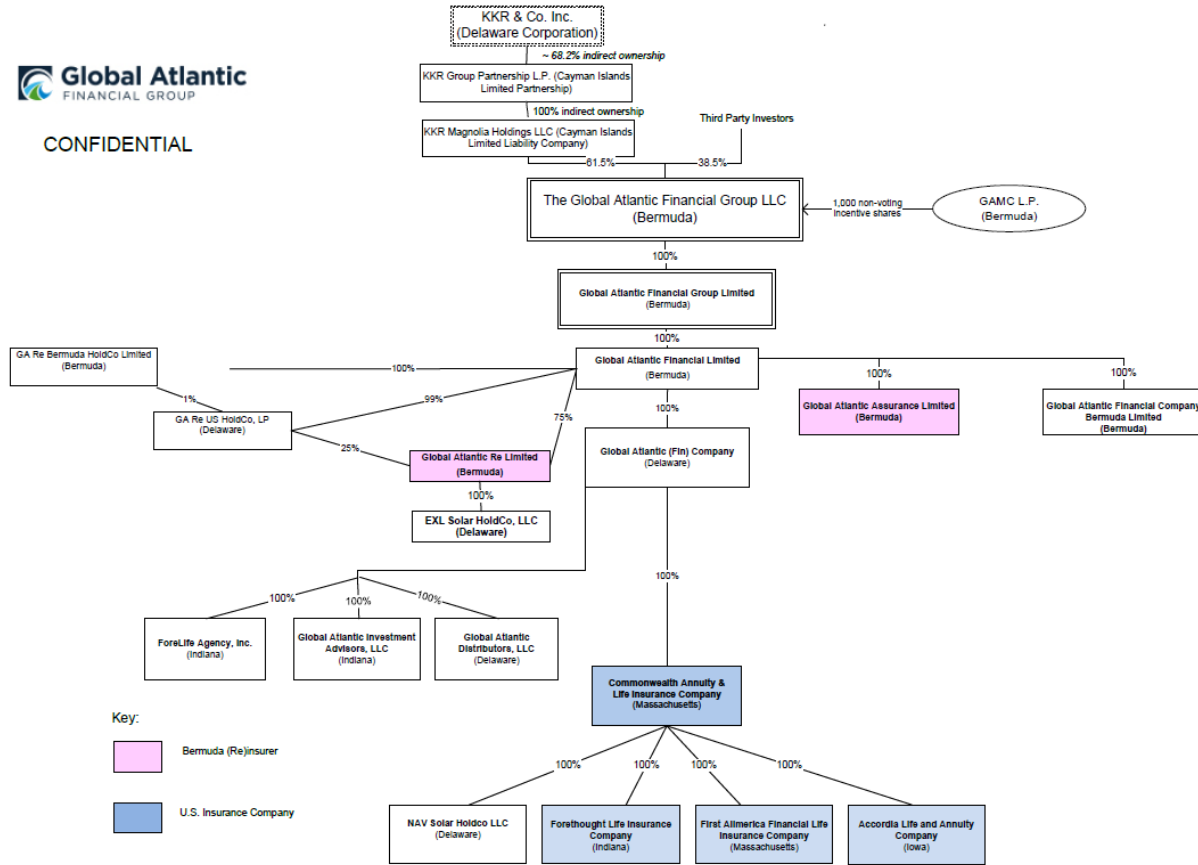 KKR & Co. Inc.
(Delaware Corporation)
~ 68.2% indirect ownership
Global Atlantic
FINANCIAL GROUP
KKR Group Partnership L.P. (Cayman Islands
Limited Partnership)
100% indirect ownership
CONFIDENTIAL
KKR Magnolia Holdings LLC (Cayman Islands
Limited Liability Company)
Third Party Investors
61.5%
38.5%
The Global Atlantic Financial Group LLC
(Bermuda)
1,000 non-voting
incentive shares
GAMC L.P.
(Bermuda)
100%
Global Atlantic Financial Group Limited
(Bermuda)
100%
GA Re Bermuda HoldCo Limited
(Bermuda)
100%
Global Atlantic Financial Limited
(Bermuda)
1%
99%
75%
100%
100%
100%
GA Re US HoldCo, LP
(Delaware)
25%
Global Atlantic Re Limited
(Bermuda)
Global Atlantic (Fin) Company
(Delaware)
Global Atlantic Assurance Limited
(Bermuda)
Global Atlantic Financial Company
Bermuda Limited
(Bermuda)
100%
EXL Solar HoldCo, LLC
(Delaware)
100%
100%
100%
100%
ForeLife Agency, Inc.
(Indiana)
Global Atlantic Investment
Advisors, LLC
(Indiana)
Global Atlantic
Distributors, LLC
(Delaware)
Commonwealth Annuity &
Life Insurance Company
(Massachusetts)
Key:
Bermuda (Re)insurer
U.S. Insurance Company
100%
100%
100%
100%
NAV Solar Holdco LLC
(Delaware)
Forethought Life Insurance
Company
(Indiana)
First Allmerica Financial Life
Insurance Company
(Massachusetts)
Accordia Life and Annuity
Company
(Iowa)